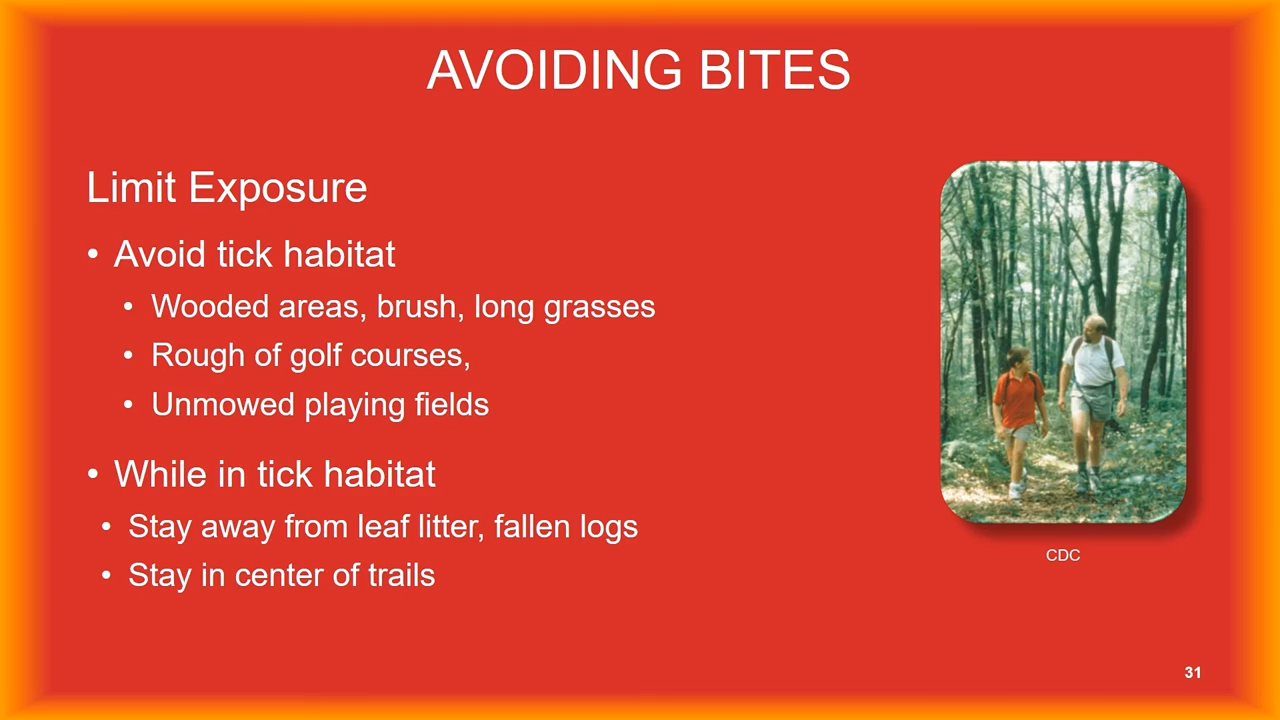 AVOIDING BITES
Limit Exposure
• Avoid tick habitat
• Wooded areas, brush, long grasses
• Rough of golf courses,
• Unmowed playing fields
• While in tick habitat
• Stay away from leaf litter, fallen logs
• Stay in center of trails
CDC
31